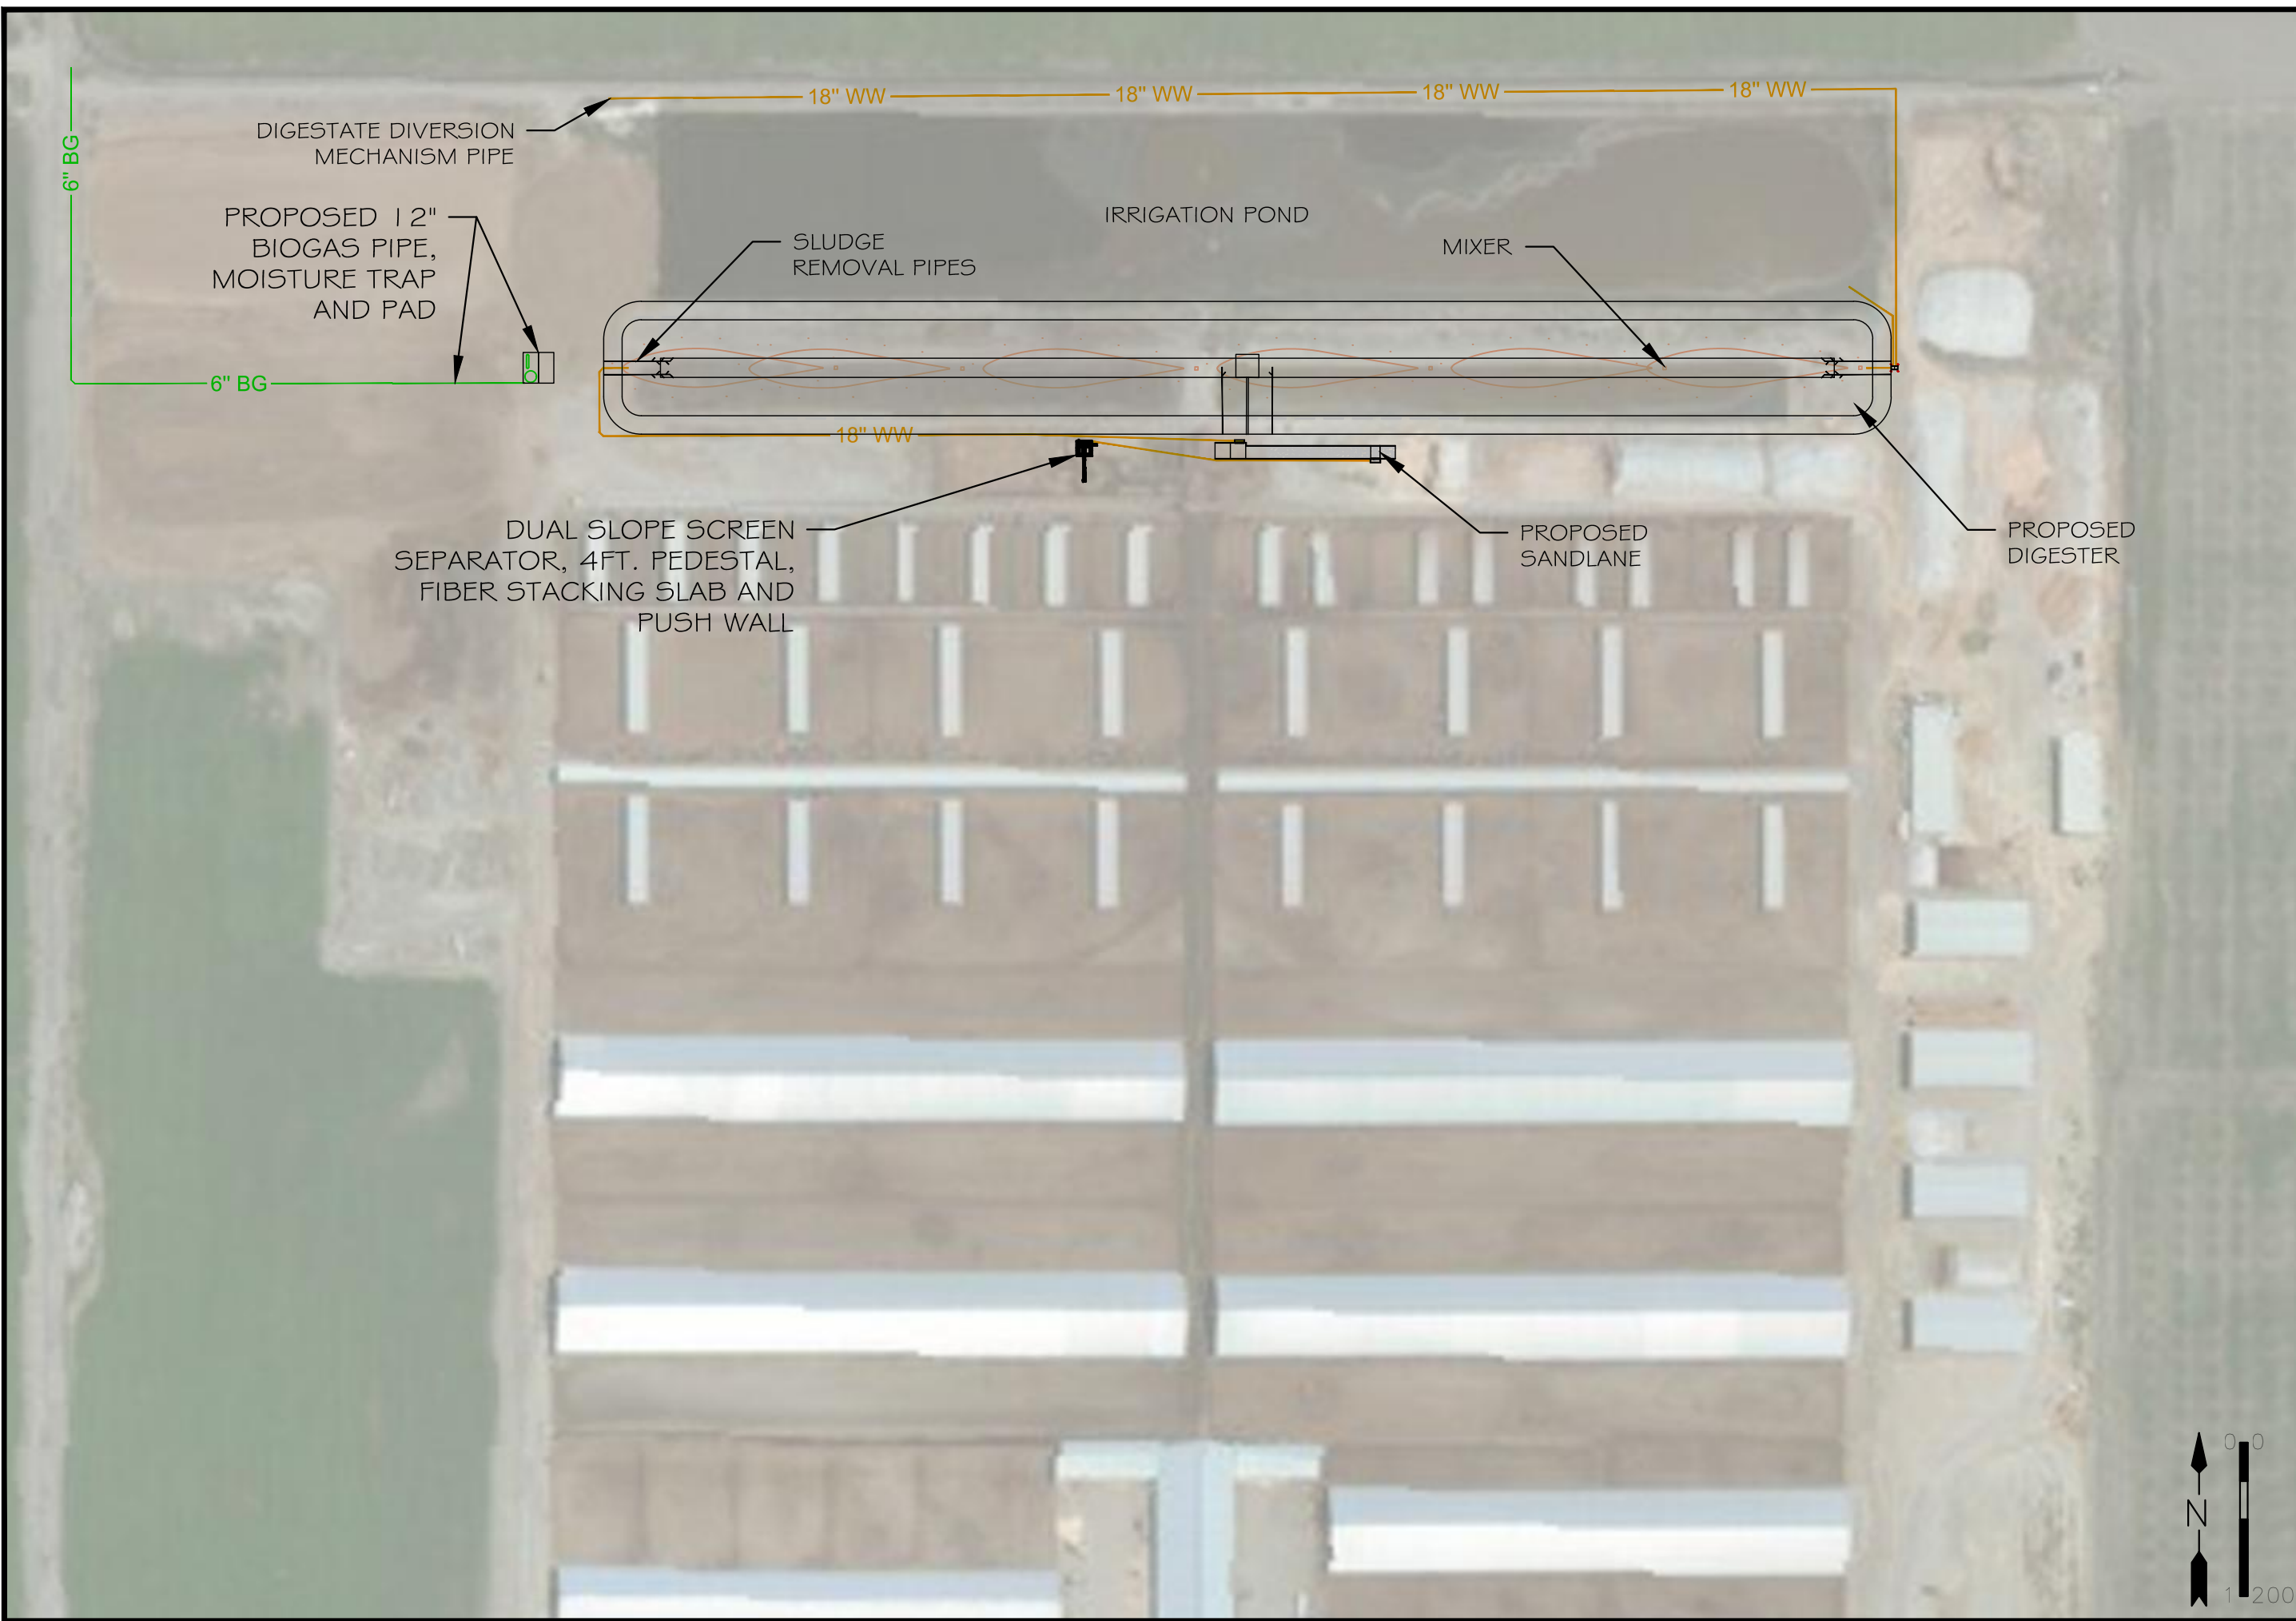 18" WW
18" WW
18" WW
18" WW
DIGESTATE DIVERSION
MECHANISM PIPE
6" BG
PROPOSED 12"
BIOGAS PIPE,
MOISTURE TRAP
AND PAD
IRRIGATION POND
SLUDGE
REMOVAL PIPES
MIXER
6" BG
18" WW
DUAL SLOPE SCREEN
SEPARATOR, 4FT. PEDESTAL,
FIBER STACKING SLAB AND
PUSH WALL
PROPOSED
SANDLANE
PROPOSED
DIGESTER
N
0 0
1 200